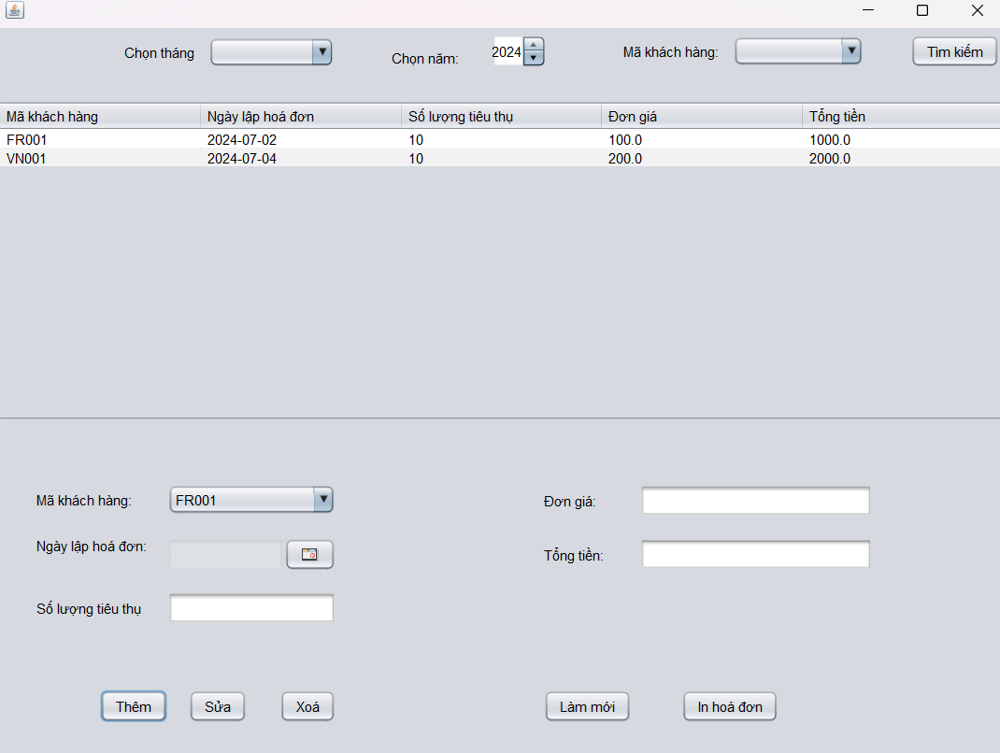 Chọn tháng
Chọn năm:
2024
Mã khách hàng:
Tìm kiếm
Mã khách hàng Ngày lập hoá đơn Số lượng tiêu thụ Đơn giá Tổng tiền
FR001 2024-07-02 10 100.0 1000.0
VN001 2024-07-04 10 200.0 2000.0
Mã khách hàng: FR001
Đơn giá:
Ngày lập hoá đơn:
Tổng tiền:
Số lượng tiêu thụ
Thêm Sửa Xoá Làm mới In hoá đơn